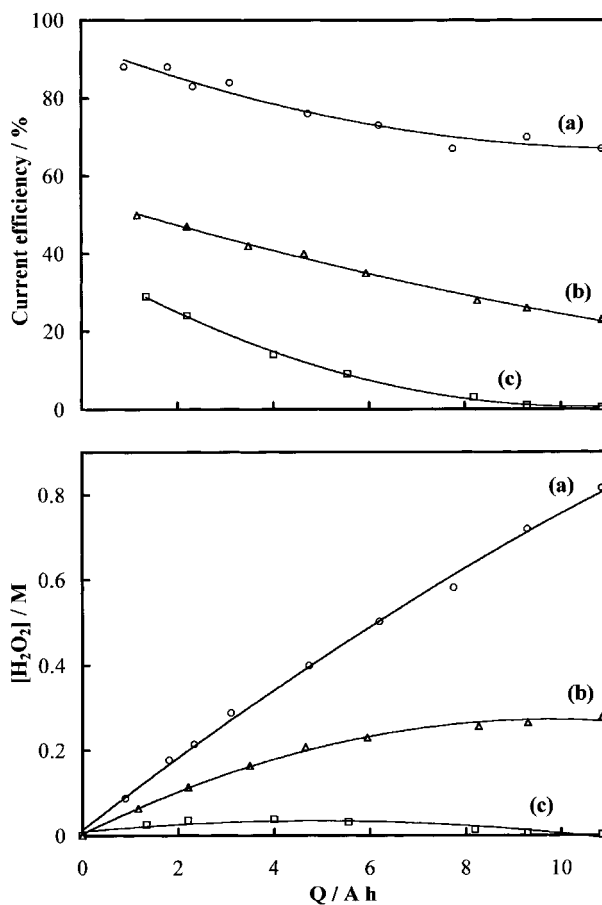 100
80
60
40
20
0
Current efficiency / %
(a)
(b)
(c)
0.8
0.6
0.4
0.2
0
[H₂O₂] / M
(a)
(b)
(c)
0 2 4 6 8 10
Q / A h